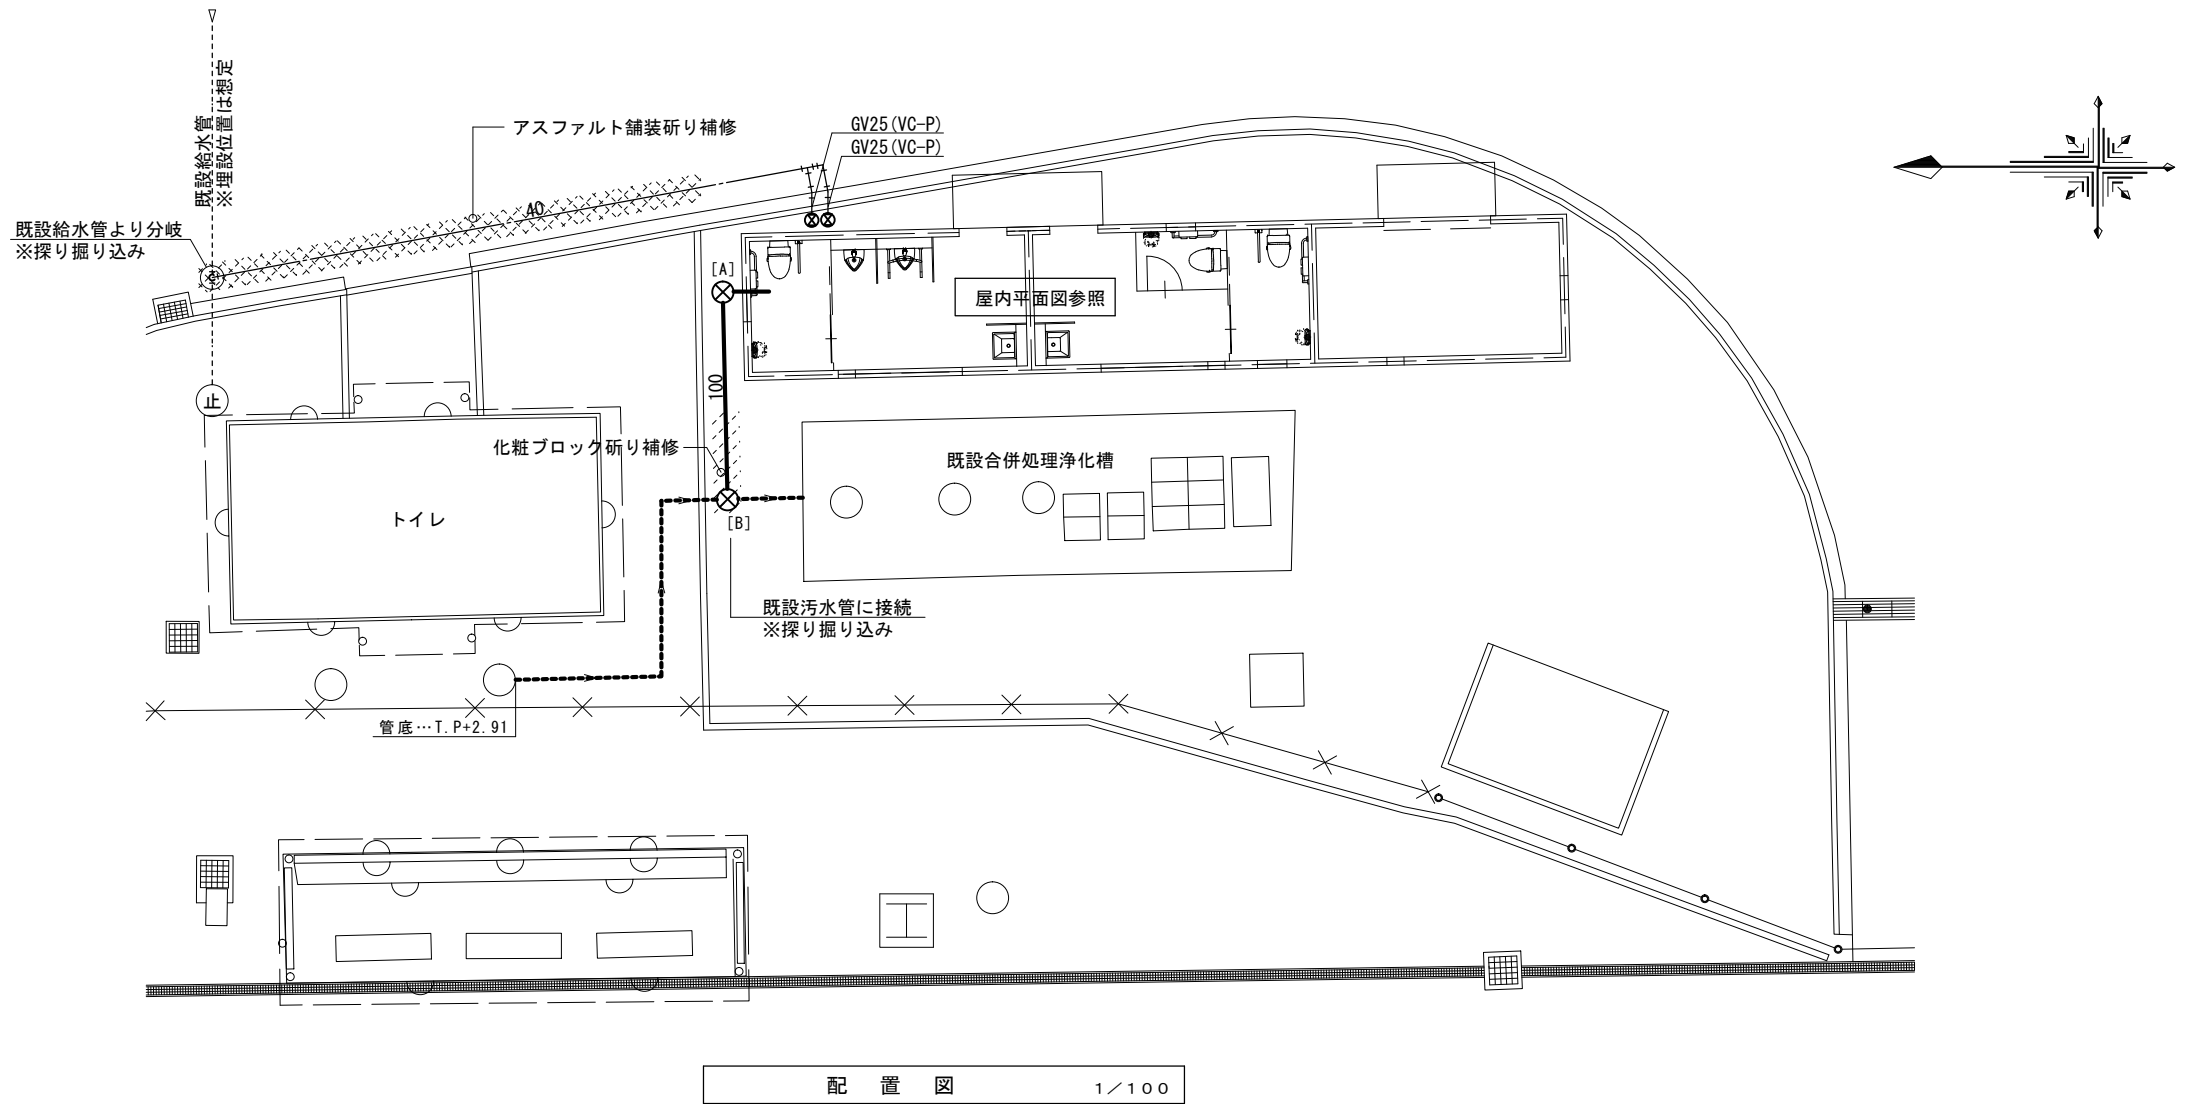 既設給水管
※埋設位置は想定
アスファルト舗装斫り補修
GV25(VC-P)
GV25(VC-P)
既設給水管より分岐
※探り掘り込み
40
[A]
屋内平面図参照
100
止
化粧ブロック斫り補修
既設合併処理浄化槽
トイレ
[B]
既設汚水管に接続
※探り掘り込み
管底…T.P+2.91
配置図 1/100